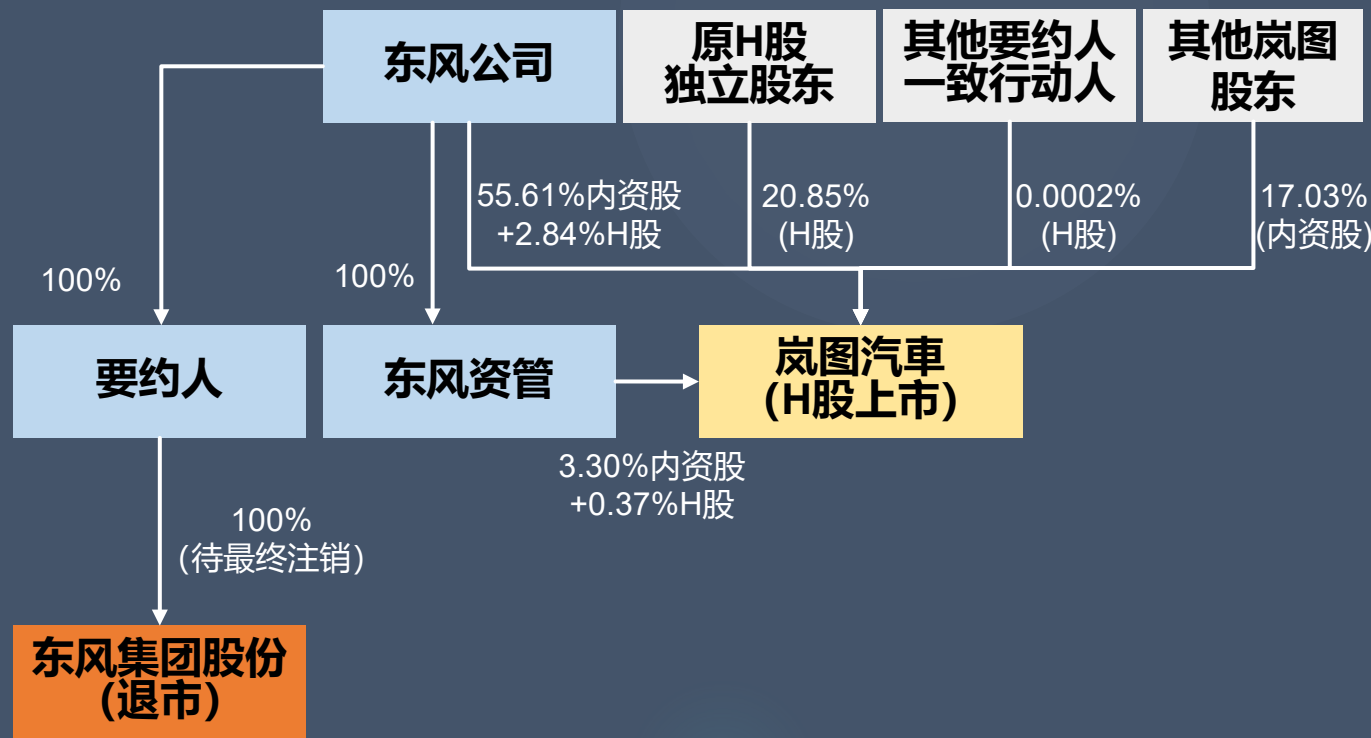 东风公司
原H股
独立股东
其他要约人
一致行动人
其他岚图
股东
55.61%内资股
+2.84%H股
20.85%
(H股)
0.0002%
(H股)
17.03%
(内资股)
100%
100%
要约人
东风资管
岚图汽車
(H股上市)
3.30%内资股
+0.37%H股
100%
(待最终注销)
东风集团股份
(退市)